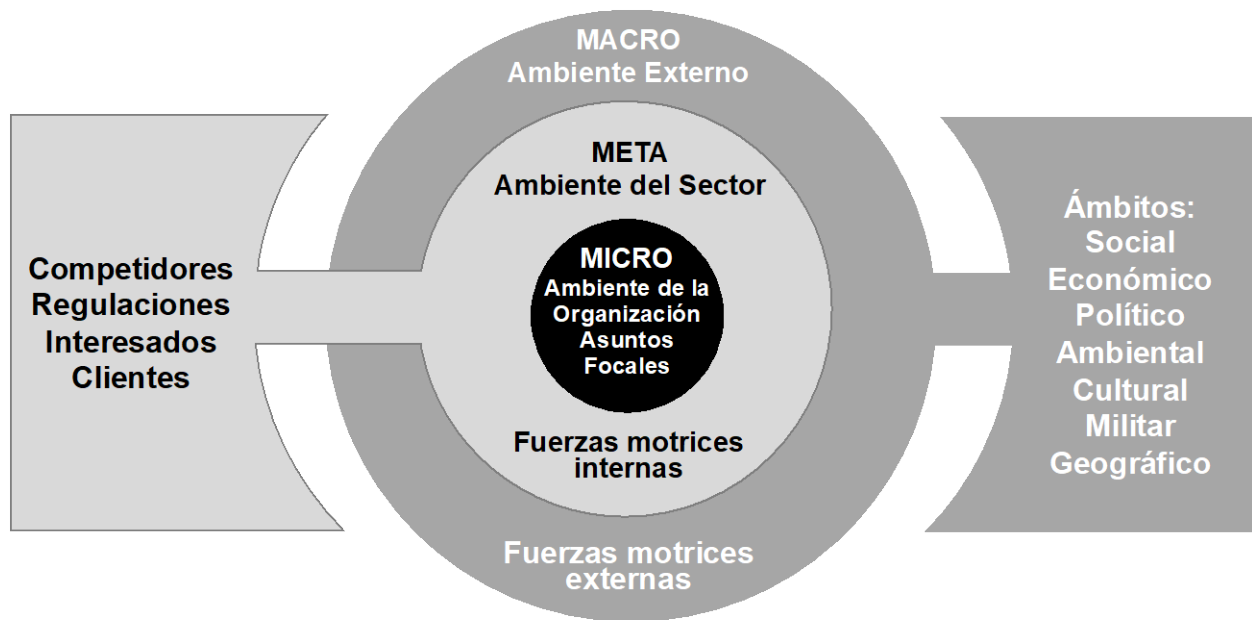 MACRO
Ambiente Externo
META
Ambiente del Sector
MICRO
Ambiente de la
Organización
Asuntos
Focales
Fuerzas motrices
internas
Fuerzas motrices
externas
Competidores
Regulaciones
Interesados
Clientes
Ámbitos:
Social
Económico
Político
Ambiental
Cultural
Militar
Geográfico